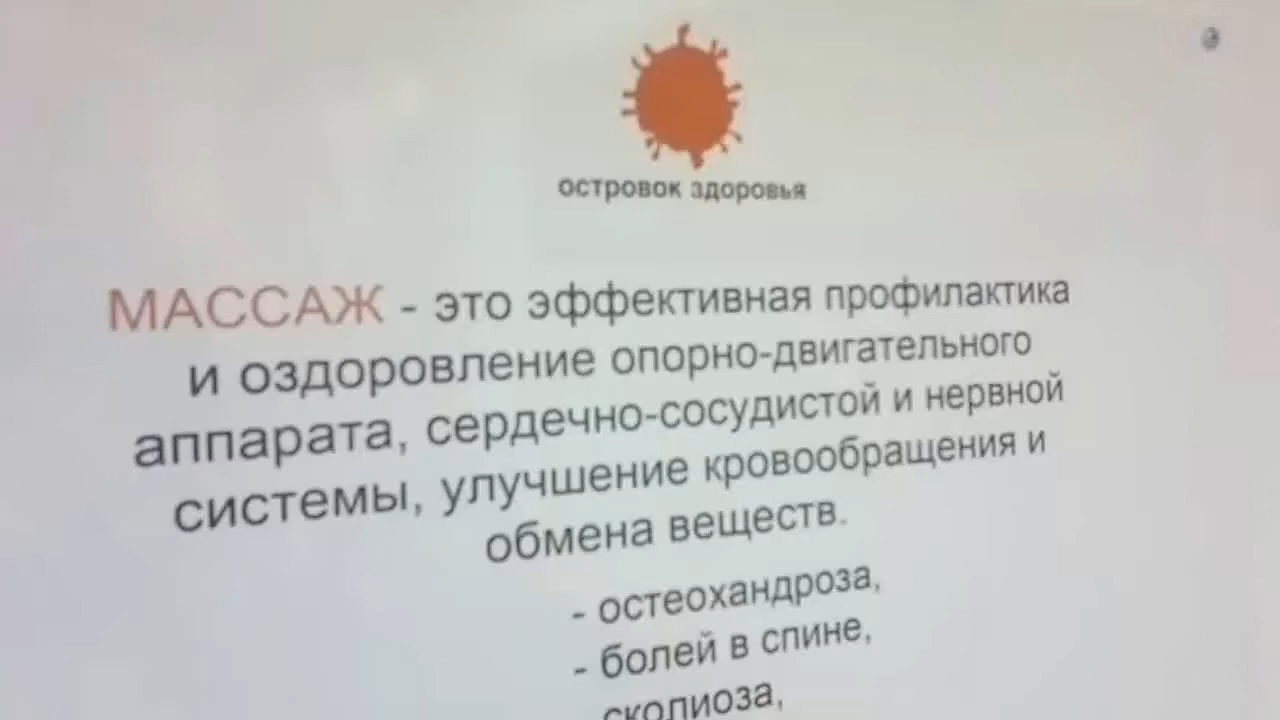 островок здоровья
МАССАЖ - это эффективная профилактика
и оздоровление опорно-двигательного
аппарата, сердечно-сосудистой и нервной
системы, улучшение кровообращения и
обмена веществ.
- остеохандроза,
- болей в спине,
сколиоза,